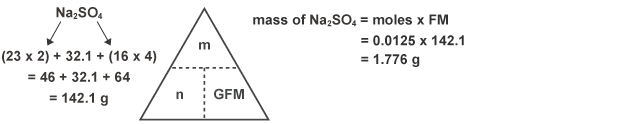 Na₂SO₄
(23 x 2) + 32.1 + (16 x 4)
= 46 + 32.1 + 64
= 142.1 g
m
n GFM
mass of Na₂SO₄ = moles x FM
= 0.0125 x 142.1
= 1.776 g